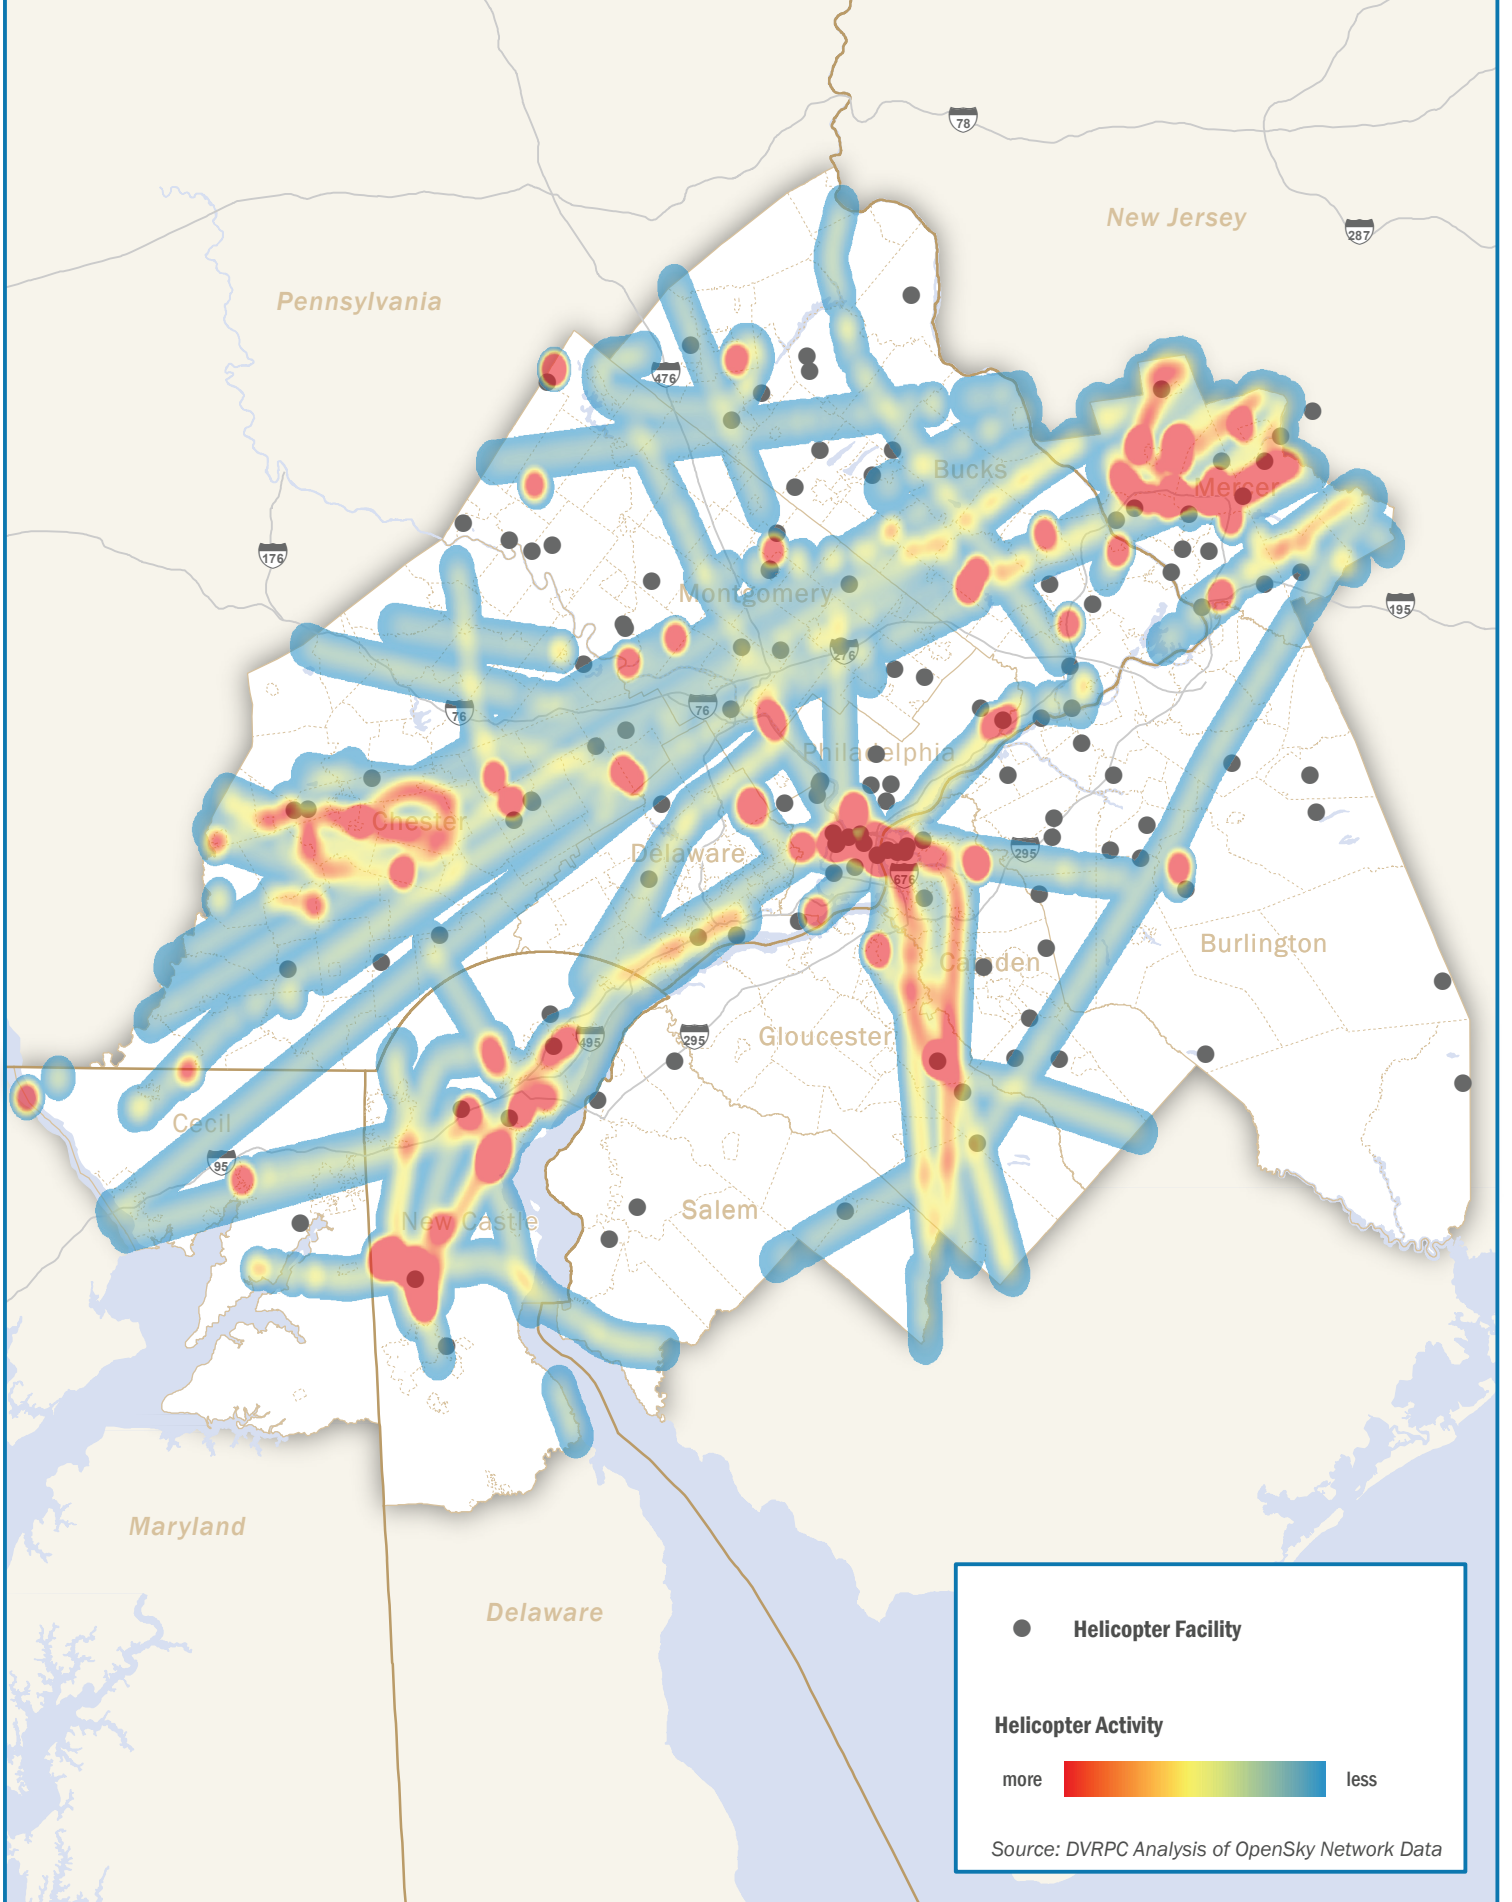 78
New Jersey
287
Pennsylvania
476
Bucks
Mercer
176
Montgomery
195
276
76
76
Philadelphia
Chester
Delaware
295
676
Burlington
Camden
Gloucester
495
295
Cecil
95
Salem
New Castle
Maryland
Delaware
Helicopter Facility
Helicopter Activity
more
less
Source: DVRPC Analysis of OpenSky Network Data